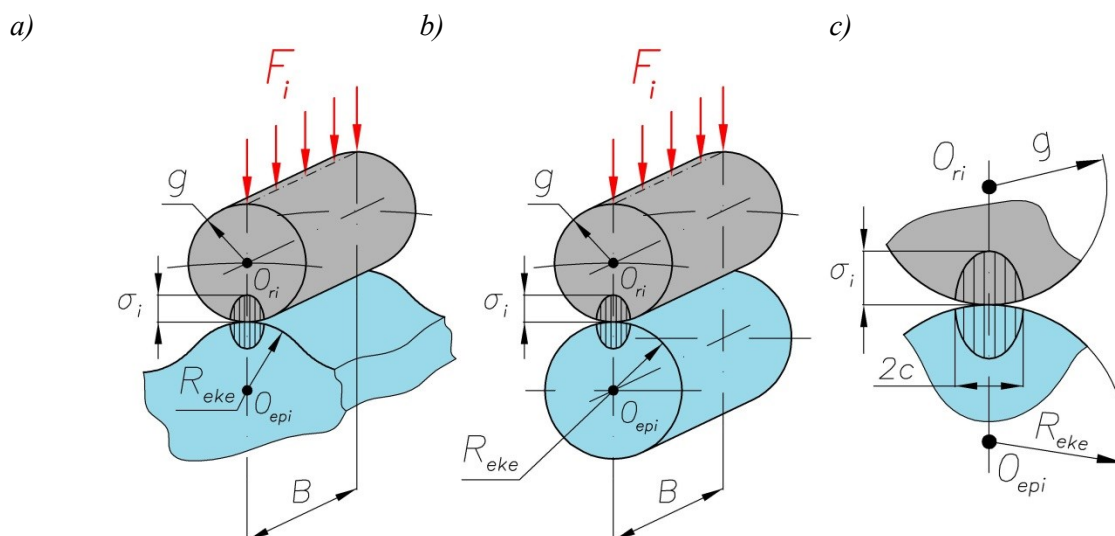 a)
b)
c)
F_i
g
O_ri
σ_i
R_eke
O_epi
B
F_i
g
O_ri
σ_i
O_epi
R_eke
B
O_ri
g
σ_i
2c
R_eke
O_epi